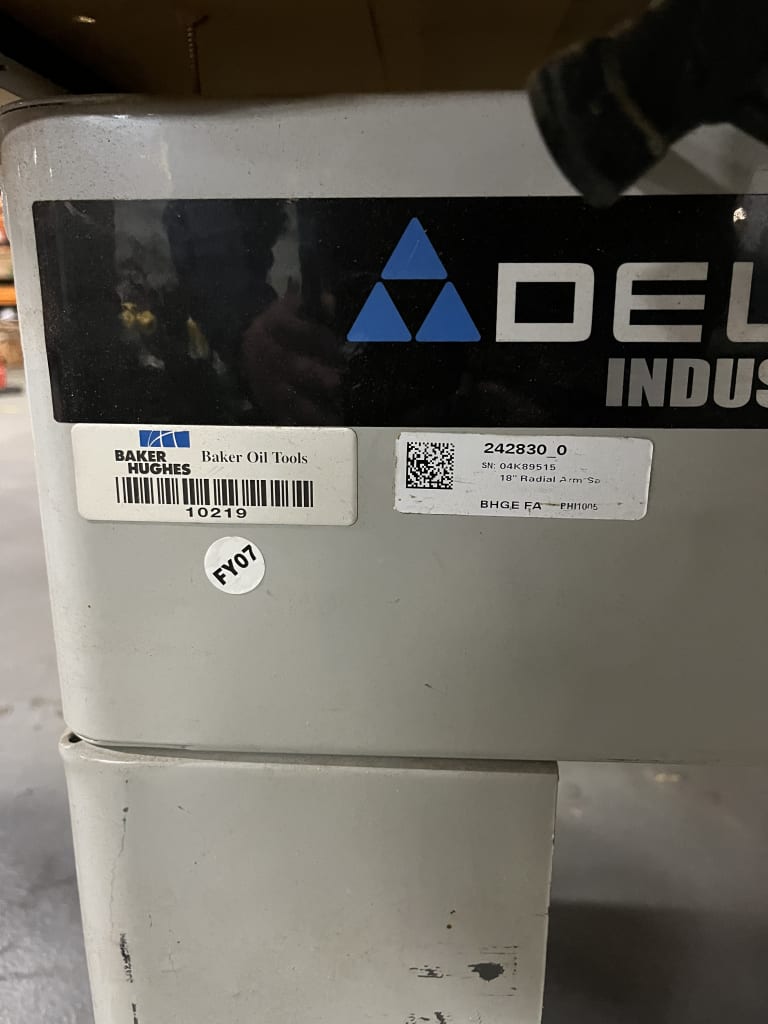 DEL
INDUS
BAKER
HUGHES
Baker Oil Tools
10219
242830_0
SN: 04K89515
18" Radial Arm Sa
BHGE FA PHI1005
FY07